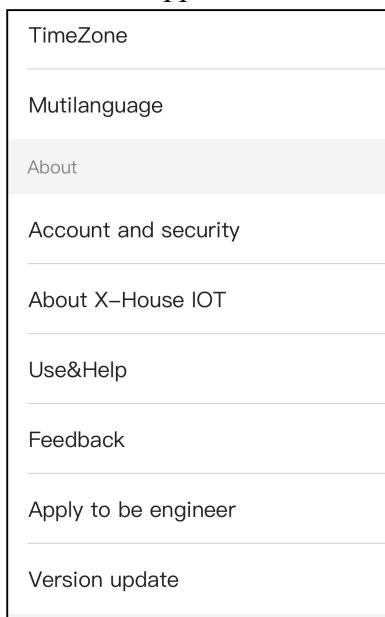 TimeZone
Mutilanguage
About
Account and security
About X-House IOT
Use&Help
Feedback
Apply to be engineer
Version update